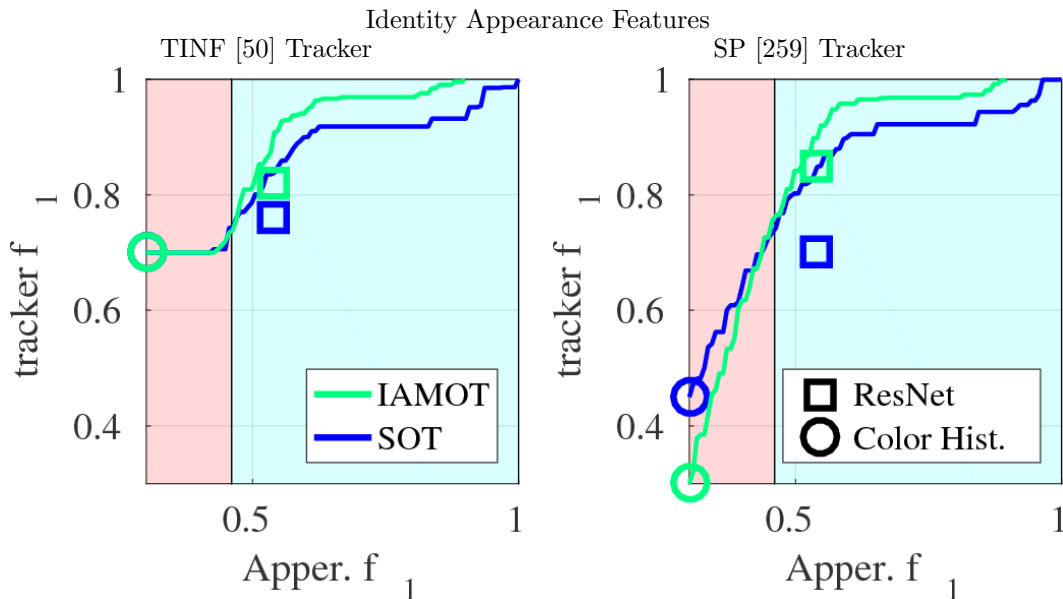 Identity Appearance Features
TINF [50] Tracker
1
0.8
0.6
0.4
tracker f 1
IAMOT
SOT
0.5
1
Apper. f 1
SP [259] Tracker
1
0.8
0.6
0.4
tracker f 1
ResNet
Color Hist.
0.5
1
Apper. f 1